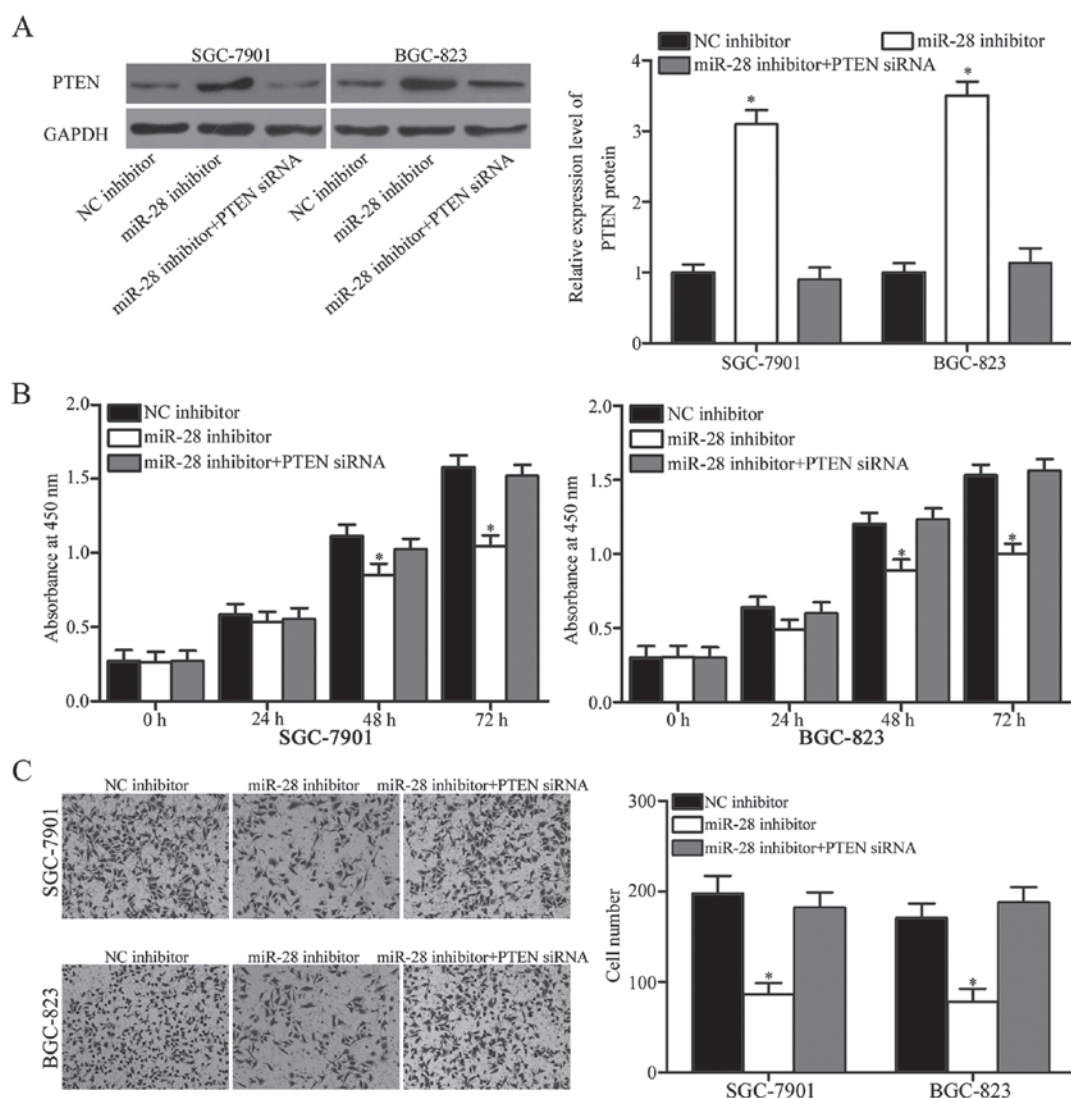 A
SGC-7901 BGC-823
PTEN
GAPDH
NC inhibitor
miR-28 inhibitor
miR-28 inhibitor+PTEN siRNA
NC inhibitor
miR-28 inhibitor
miR-28 inhibitor+PTEN siRNA
NC inhibitor miR-28 inhibitor
miR-28 inhibitor+PTEN siRNA
Relative expression level of
PTEN protein
4
3
2
1
0
* *
SGC-7901 BGC-823
B
Absorbance at 450 nm
2.0
1.5
1.0
0.5
0.0
NC inhibitor
miR-28 inhibitor
miR-28 inhibitor+PTEN siRNA
* *
0 h 24 h 48 h 72 h
SGC-7901
Absorbance at 450 nm
2.0
1.5
1.0
0.5
0.0
NC inhibitor
miR-28 inhibitor
miR-28 inhibitor+PTEN siRNA
* *
0 h 24 h 48 h 72 h
BGC-823
C
NC inhibitor miR-28 inhibitor miR-28 inhibitor+PTEN siRNA
SGC-7901
NC inhibitor miR-28 inhibitor miR-28 inhibitor+PTEN siRNA
BGC-823
Cell number
300
200
100
0
NC inhibitor
miR-28 inhibitor
miR-28 inhibitor+PTEN siRNA
* *
SGC-7901 BGC-823